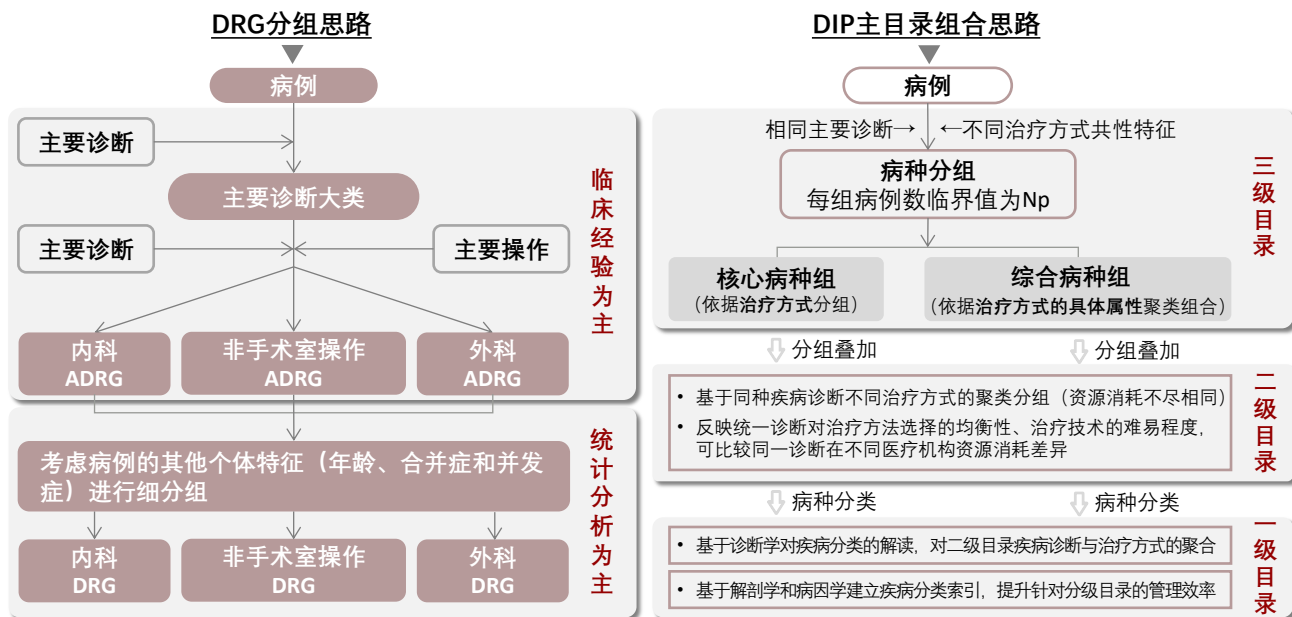 DRG分组思路
病例
主要诊断
主要诊断大类
主要诊断
主要操作
内科
ADRG
非手术室操作
ADRG
外科
ADRG
临床经验为主
考虑病例的其他个体特征（年龄、合并症和并发
症）进行细分组
内科
DRG
非手术室操作
DRG
外科
DRG
统计分析为主
DIP主目录组合思路
病例
相同主要诊断→
←不同治疗方式共性特征
病种分组
每组病例数临界值为Np
核心病种组
（依据治疗方式分组）
综合病种组
（依据治疗方式的具体属性聚类组合）
三级目录
分组叠加
分组叠加
• 基于同种疾病诊断不同治疗方式的聚类分组（资源消耗不尽相同）
• 反映统一诊断对治疗方法选择的均衡性、治疗技术的难易程度，
可比较同一诊断在不同医疗机构资源消耗差异
二级目录
病种分类
病种分类
• 基于诊断学对疾病分类的解读，对二级目录疾病诊断与治疗方式的聚合
• 基于解剖学和病因学建立疾病分类索引，提升针对分级目录的管理效率
一级目录